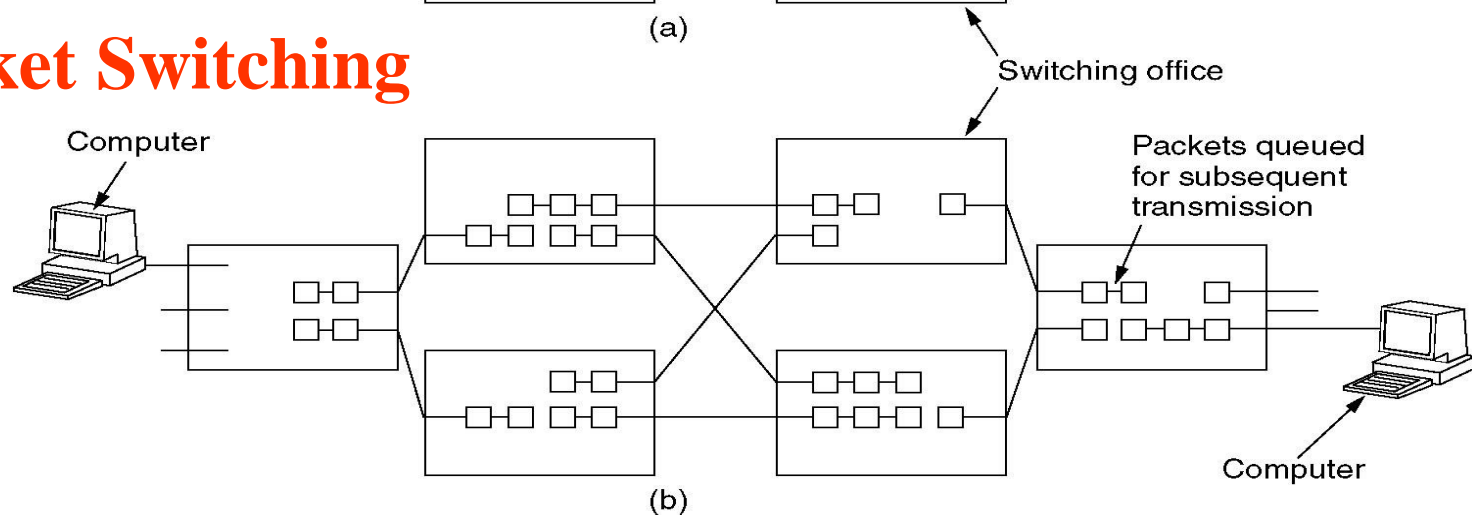 (a)
ket Switching
Switching office
Computer
Packets queued
for subsequent
transmission
Computer
(b)